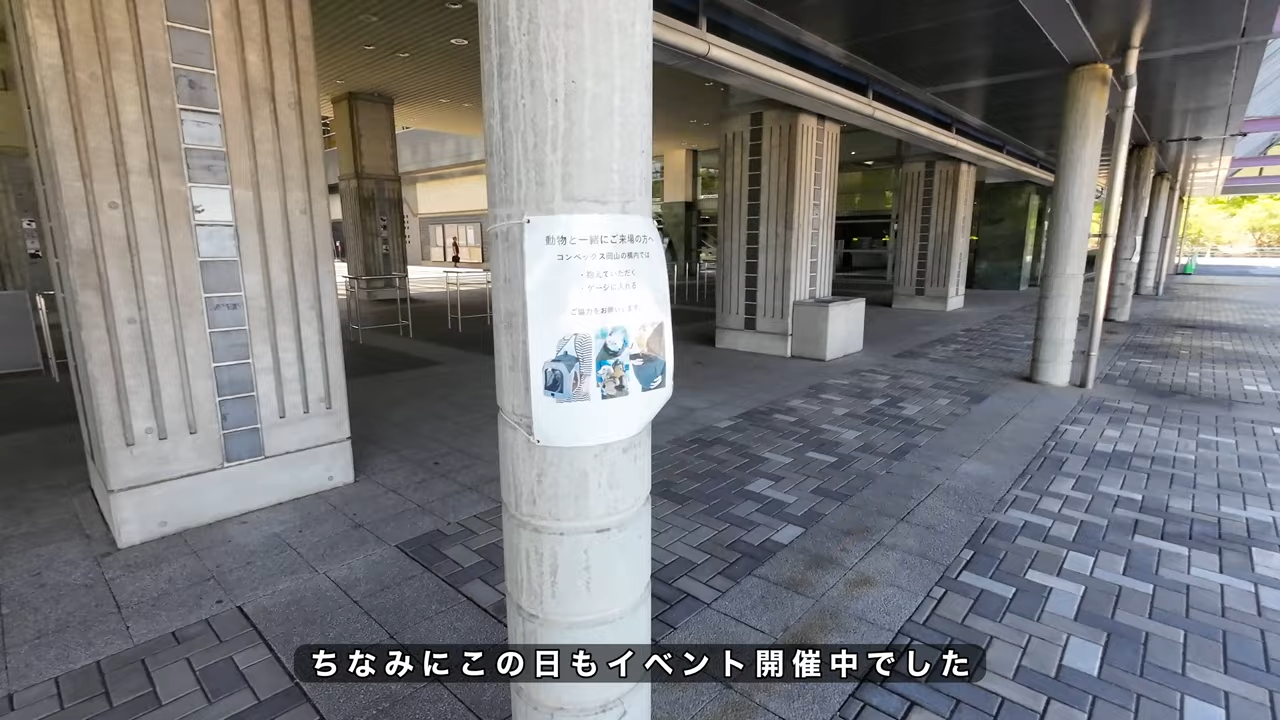 動物と一緒にご来場の方へ
コンベックス岡山の構内では
・抱えていただく
・ゲージに入れる
ご協力をお願いします
ちなみにこの日もイベント開催中でした